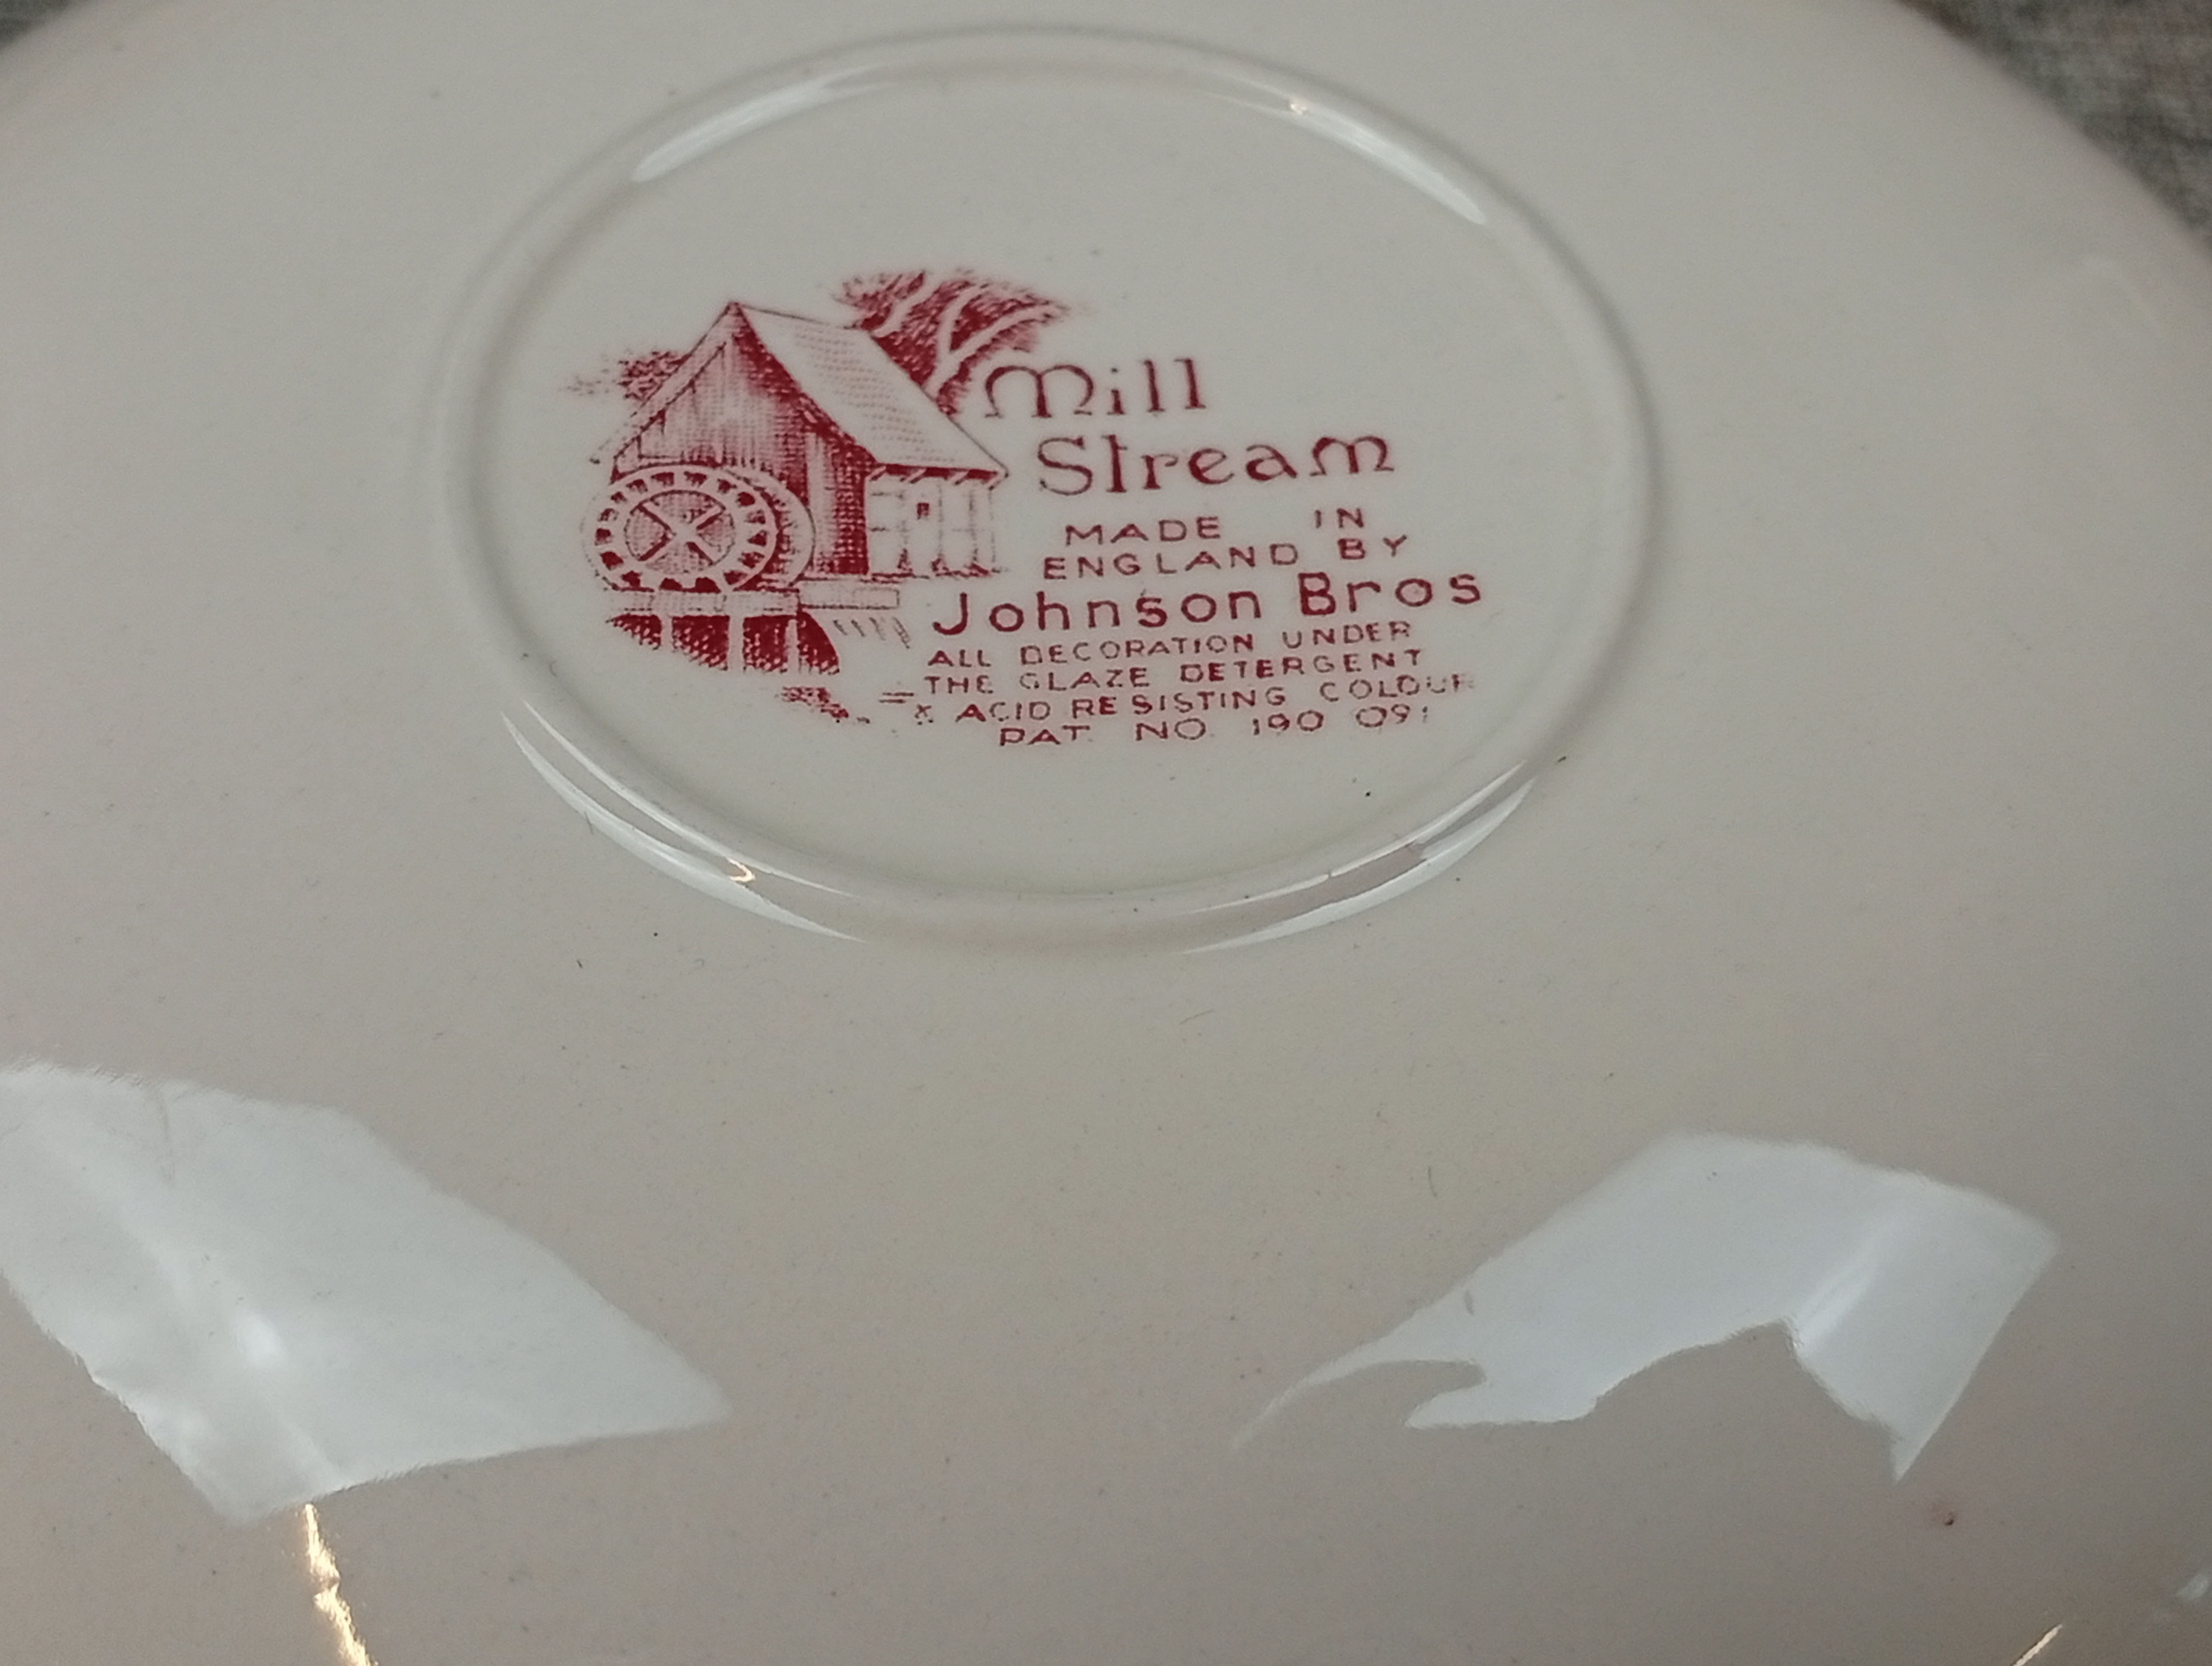 Mill
Stream
MADE IN
ENGLAND BY
Johnson Bros
ALL DECORATION UNDER
THE GLAZE DETERGENT
& ACID RESISTING COLOUR
PAT. NO. 190 091